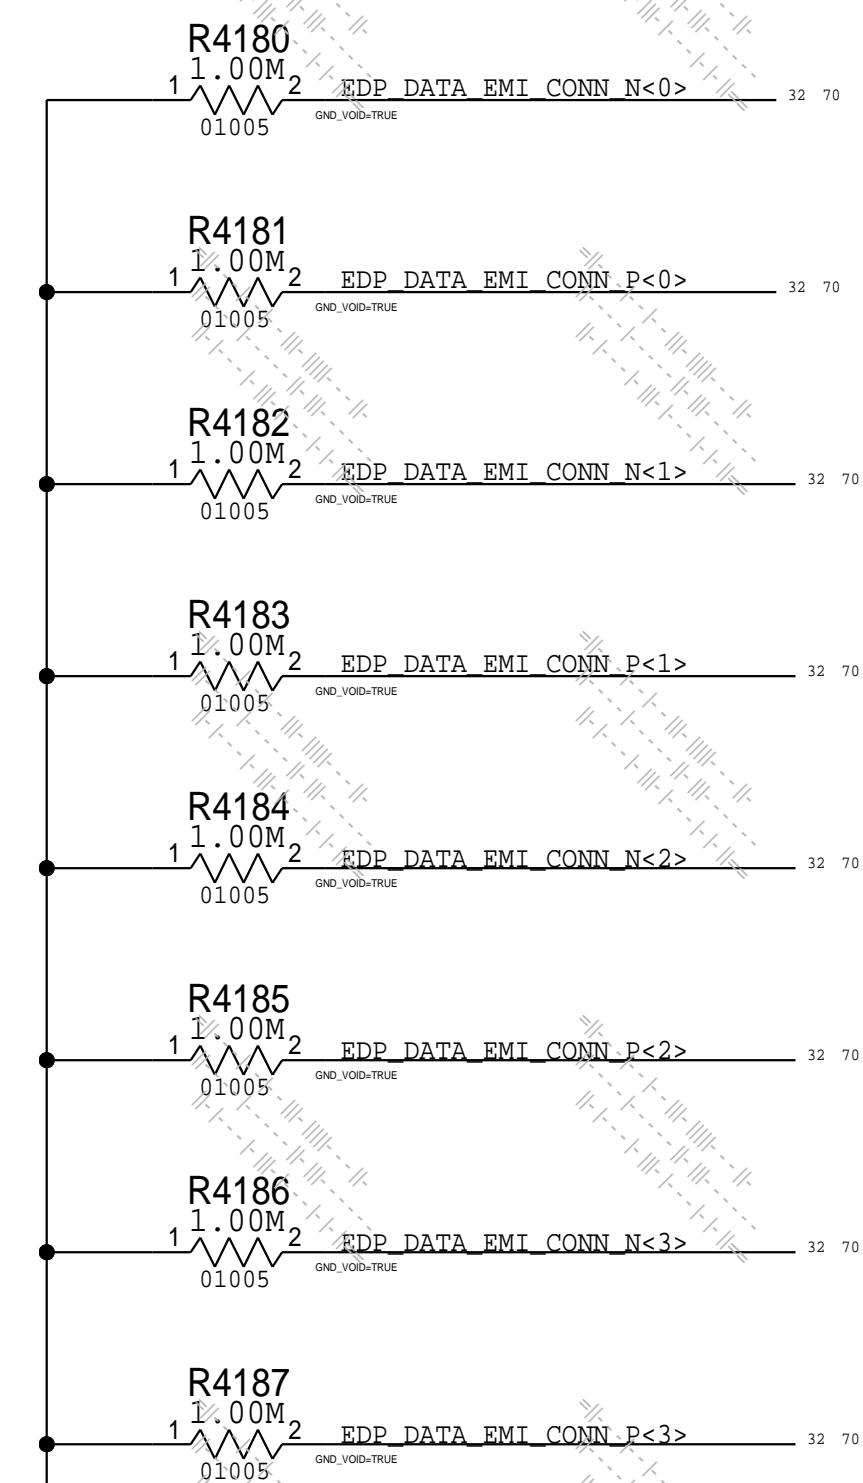 R4180
1.00M
1 2 EDP_DATA_EMI_CONN_N<0> 32 70
01005 GND_VOID=TRUE
R4181
1.00M
1 2 EDP_DATA_EMI_CONN_P<0> 32 70
01005 GND_VOID=TRUE
R4182
1.00M
1 2 EDP_DATA_EMI_CONN_N<1> 32 70
01005 GND_VOID=TRUE
R4183
1.00M
1 2 EDP_DATA_EMI_CONN_P<1> 32 70
01005 GND_VOID=TRUE
R4184
1.00M
1 2 EDP_DATA_EMI_CONN_N<2> 32 70
01005 GND_VOID=TRUE
R4185
1.00M
1 2 EDP_DATA_EMI_CONN_P<2> 32 70
01005 GND_VOID=TRUE
R4186
1.00M
1 2 EDP_DATA_EMI_CONN_N<3> 32 70
01005 GND_VOID=TRUE
R4187
1.00M
1 2 EDP_DATA_EMI_CONN_P<3> 32 70
01005 GND_VOID=TRUE